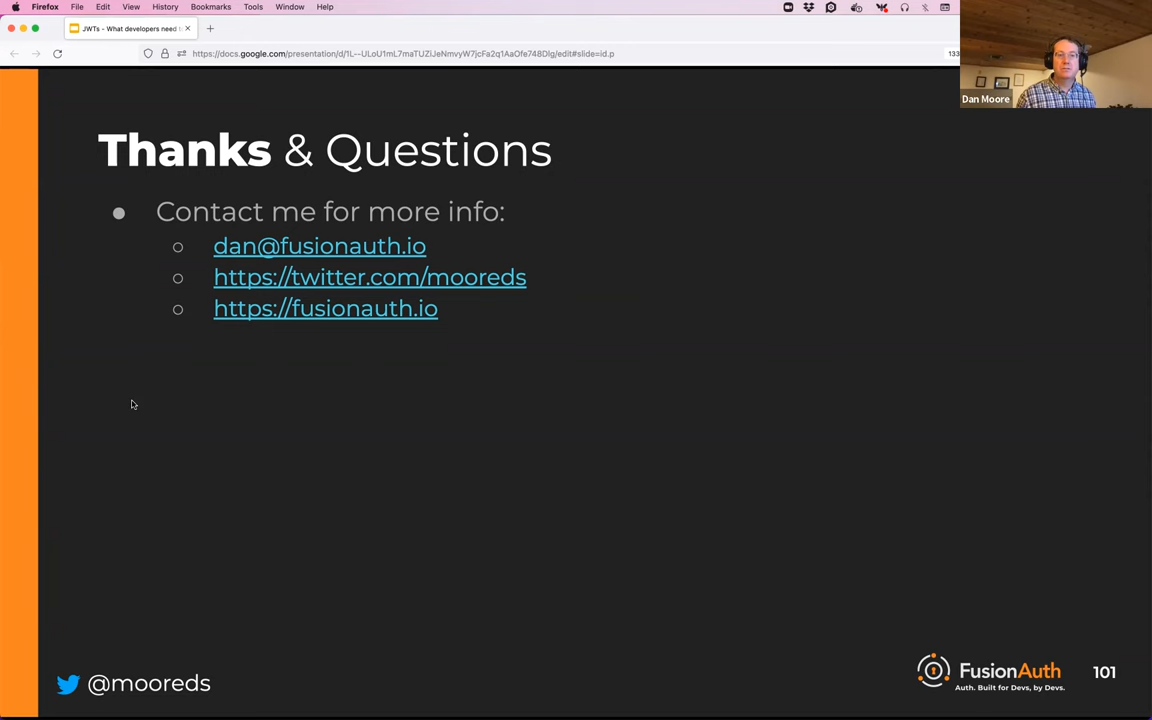 Firefox File Edit View History Bookmarks Tools Window Help
JWTs - What developers need t
https://docs.google.com/presentation/d/1L--ULoU1mL7maTUZiJeNmvyW7jcFa2q1AaOfe748DIg/edit#slide=id.p
133
Dan Moore
Thanks & Questions
Contact me for more info:
dan@fusionauth.io
https://twitter.com/mooreds
https://fusionauth.io
@mooreds
FusionAuth
Auth. Built for Devs, by Devs.
101